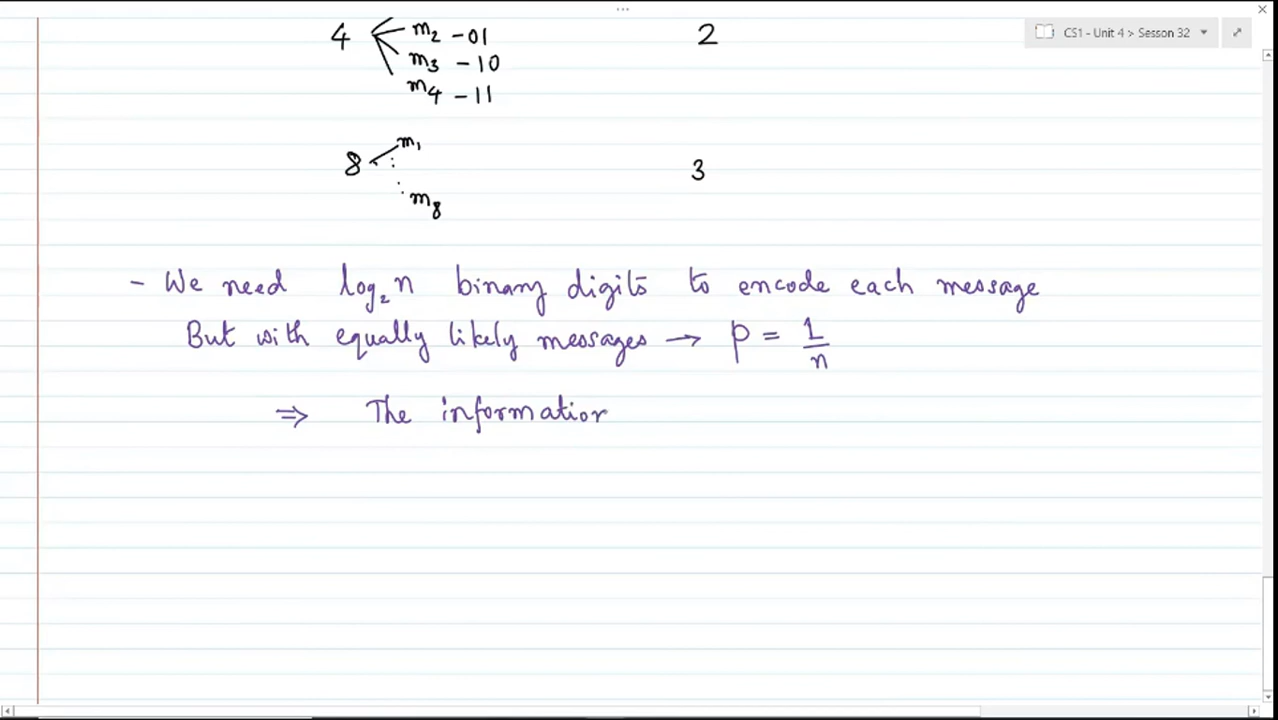 CS1 - Unit 4 > Sesson 32
4 m2 - 01 2
m3 - 10
m4 - 11
8 m1 3
m8
- We need log2 n binary digits to encode each message
But with equally likely messages → p = 1/n
⇒ The information